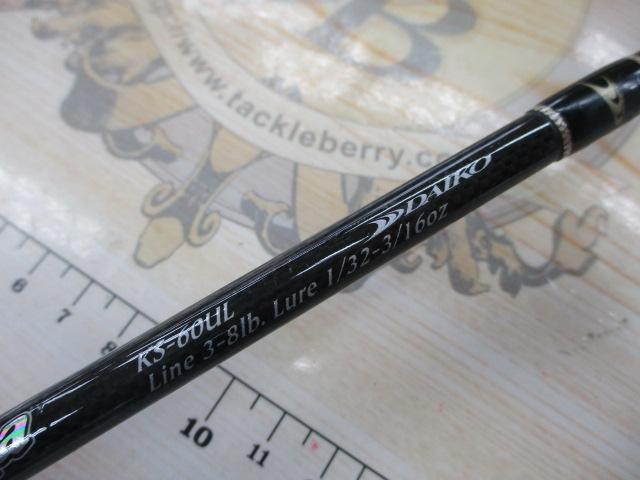 B
http://www.tackleberry.co
DAIKO
KS-60UL
Line 3-8lb. Lure 1/32-3/16oz
6 7 8
10 11